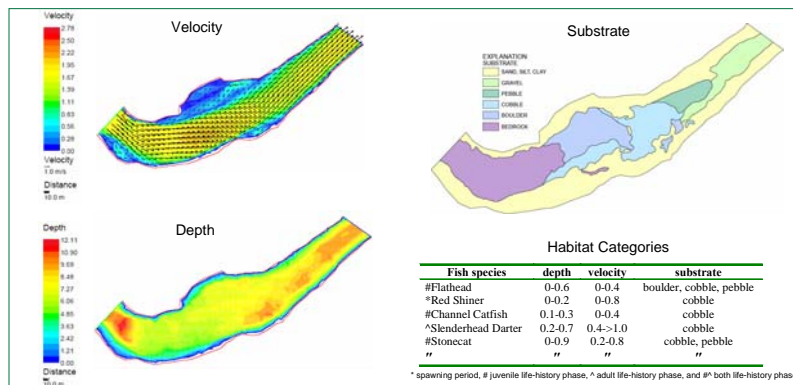 Velocity
Velocity
2.78
2.50
2.22
1.94
1.67
1.39
1.11
0.83
0.56
0.28
0.00
Velocity
1.0 m/s
Distance
10.0 m
Substrate
EXPLANATION
SUBSTRATE
SAND, SILT, CLAY
GRAVEL
PEBBLE
COBBLE
BOULDER
BEDROCK
Depth
Depth
12.11
10.90
9.69
8.48
7.27
6.06
4.84
3.63
2.42
1.21
0.00
Distance
10.0 m
Habitat Categories
Fish species depth velocity substrate
#Flathead 0-0.6 0-0.4 boulder, cobble, pebble
*Red Shiner 0-0.2 0-0.8 cobble
#Channel Catfish 0.1-0.3 0-0.4 cobble
^Slenderhead Darter 0.2-0.7 0.4->1.0 cobble
#Stonecat 0-0.9 0.2-0.8 cobble, pebble
" " " "
* spawning period, # juvenile life-history phase, ^ adult life-history phase, and #^ both life-history phase